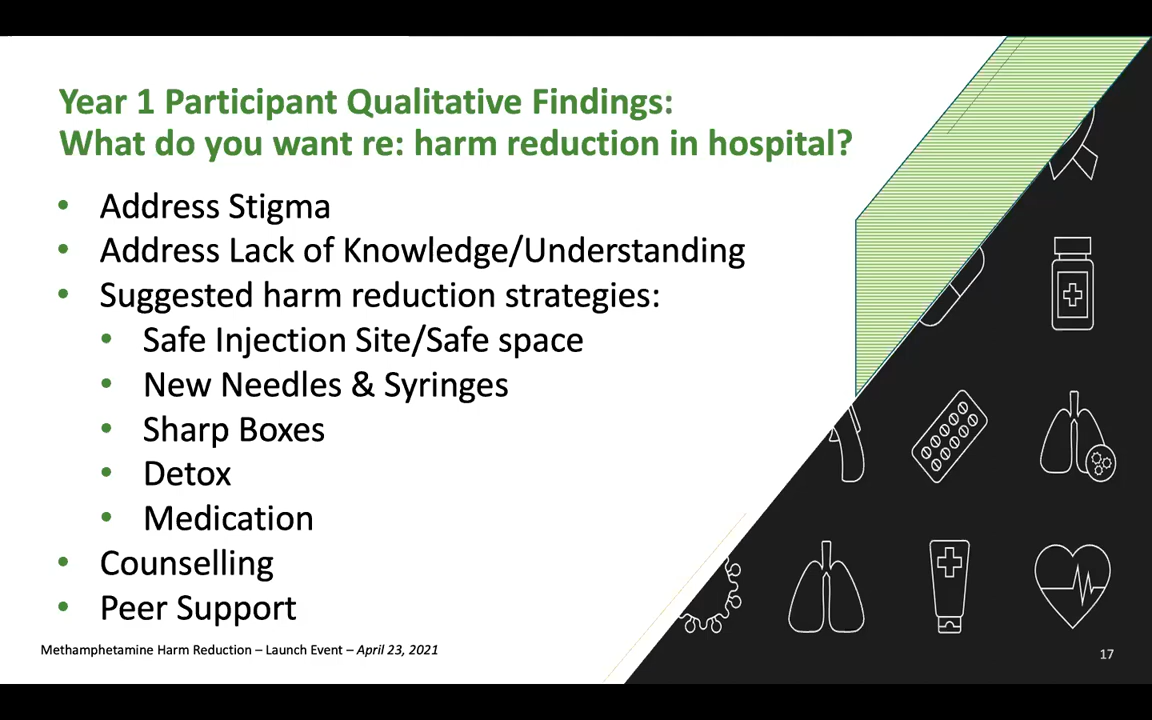 Year 1 Participant Qualitative Findings:
What do you want re: harm reduction in hospital?
• Address Stigma
• Address Lack of Knowledge/Understanding
• Suggested harm reduction strategies:
• Safe Injection Site/Safe space
• New Needles & Syringes
• Sharp Boxes
• Detox
• Medication
• Counselling
• Peer Support
Methamphetamine Harm Reduction – Launch Event – April 23, 2021
17